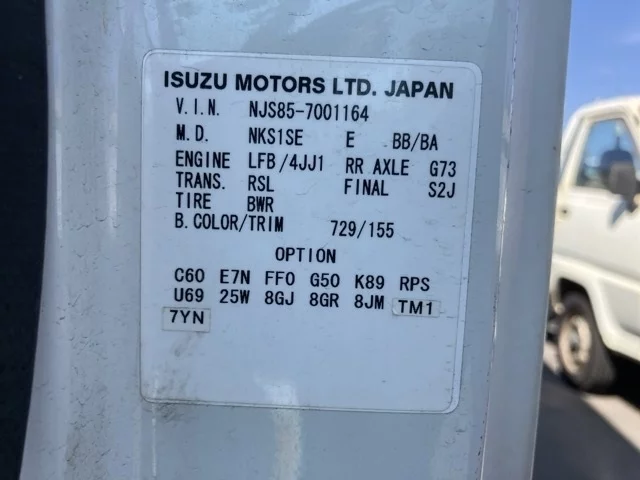 ISUZU MOTORS LTD. JAPAN
V.I.N. NJS85-7001164
M.D. NKS1SE E BB/BA
ENGINE LFB/4JJ1 RR AXLE G73
TRANS. RSL FINAL S2J
TIRE BWR
B.COLOR/TRIM 729/155
OPTION
C60 E7N FF0 G50 K89 RPS
U69 25W 8GJ 8GR 8JM TM1
7YN